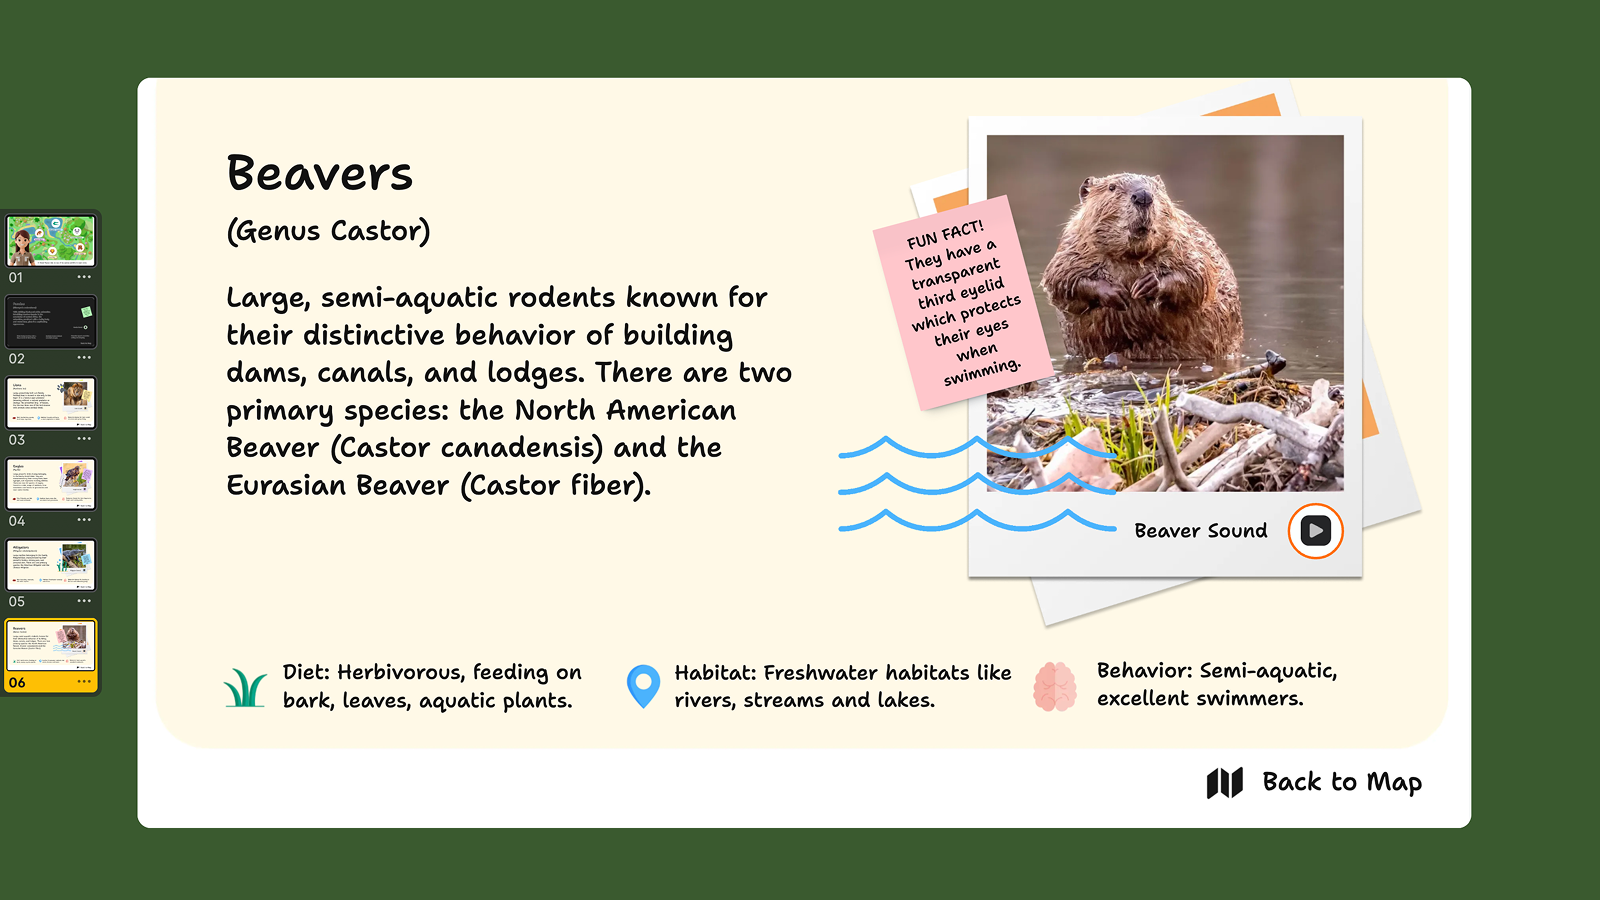 Beavers
(Genus Castor)
Large, semi-aquatic rodents known for
their distinctive behavior of building
dams, canals, and lodges. There are two
primary species: the North American
Beaver (Castor canadensis) and the
Eurasian Beaver (Castor fiber).
FUN FACT!
They have a
transparent
third eyelid
which protects
their eyes
when
swimming.
Beaver Sound
Diet: Herbivorous, feeding on
bark, leaves, aquatic plants.
Habitat: Freshwater habitats like
rivers, streams and lakes.
Behavior: Semi-aquatic,
excellent swimmers.
Back to Map
01
02
03
04
05
06